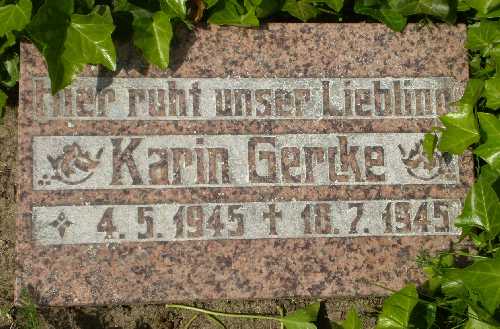 Hier ruht unser Liebling
Karin Gercke
4. 5. 1945 † 18. 7. 1945